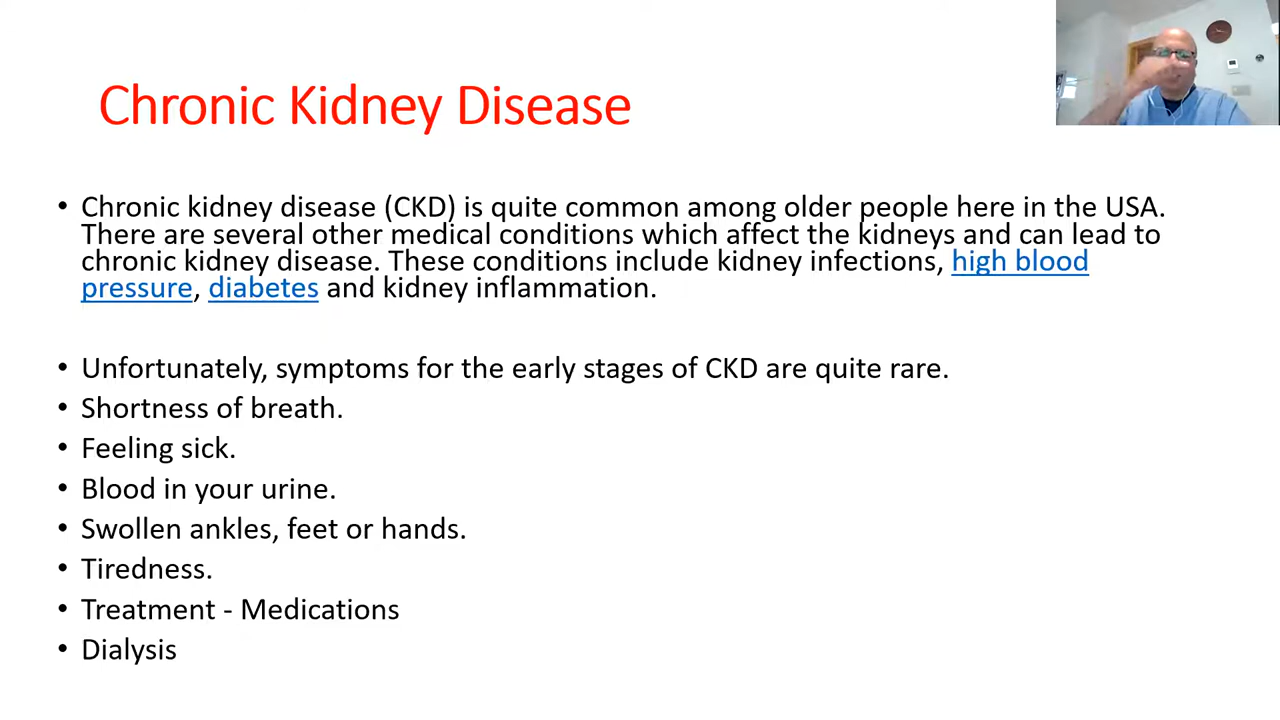 Chronic Kidney Disease
• Chronic kidney disease (CKD) is quite common among older people here in the USA.
There are several other medical conditions which affect the kidneys and can lead to
chronic kidney disease. These conditions include kidney infections, high blood
pressure, diabetes and kidney inflammation.
• Unfortunately, symptoms for the early stages of CKD are quite rare.
• Shortness of breath.
• Feeling sick.
• Blood in your urine.
• Swollen ankles, feet or hands.
• Tiredness.
• Treatment - Medications
• Dialysis